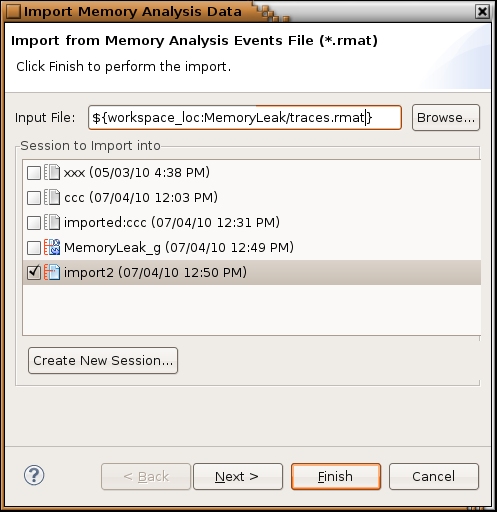 Import Memory Analysis Data
Import from Memory Analysis Events File (*.rmat)
Click Finish to perform the import.
Input File: ${workspace_loc:MemoryLeak/traces.rmat} Browse...
Session to Import into
xxx (05/03/10 4:38 PM)
ccc (07/04/10 12:03 PM)
imported:ccc (07/04/10 12:31 PM)
MemoryLeak_g (07/04/10 12:49 PM)
import2 (07/04/10 12:50 PM)
Create New Session...
? < Back Next > Finish Cancel